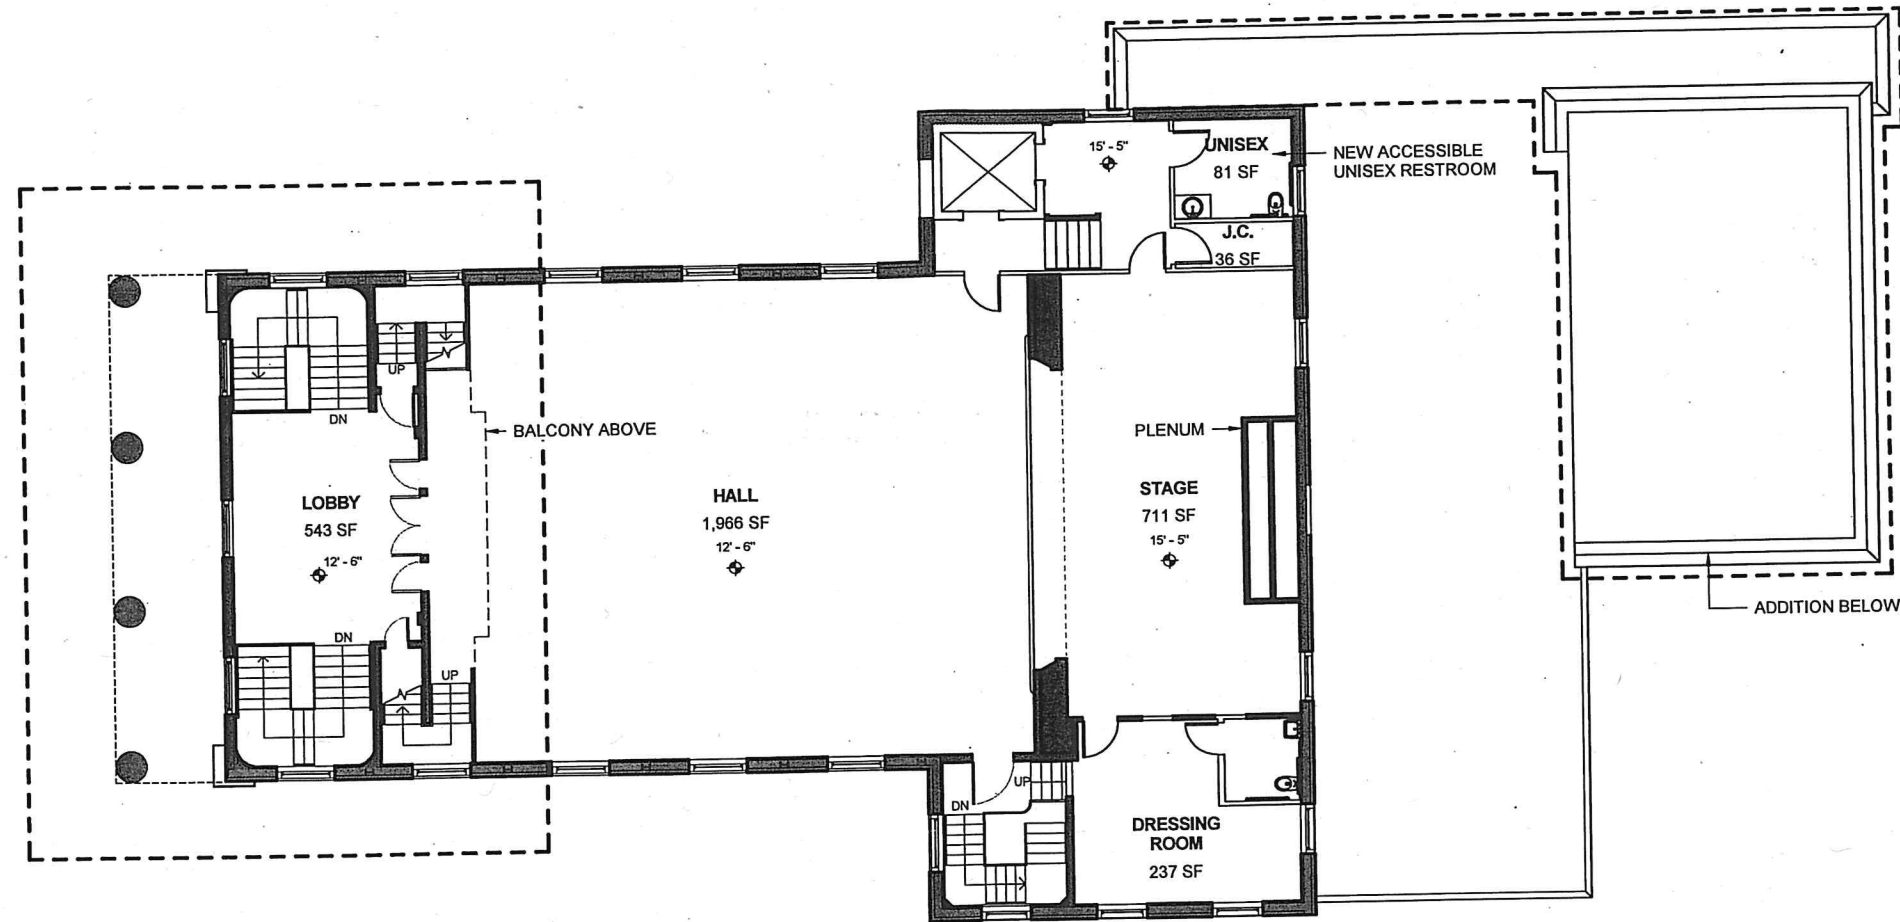 15' - 5"
UNISEX
81 SF
NEW ACCESSIBLE
UNISEX RESTROOM
J.C.
36 SF
UP
DN
BALCONY ABOVE
PLENUM
LOBBY
543 SF
12' - 6"
HALL
1,966 SF
12' - 6"
STAGE
711 SF
15' - 5"
ADDITION BELOW
DN
UP
UP
DN
DRESSING
ROOM
237 SF